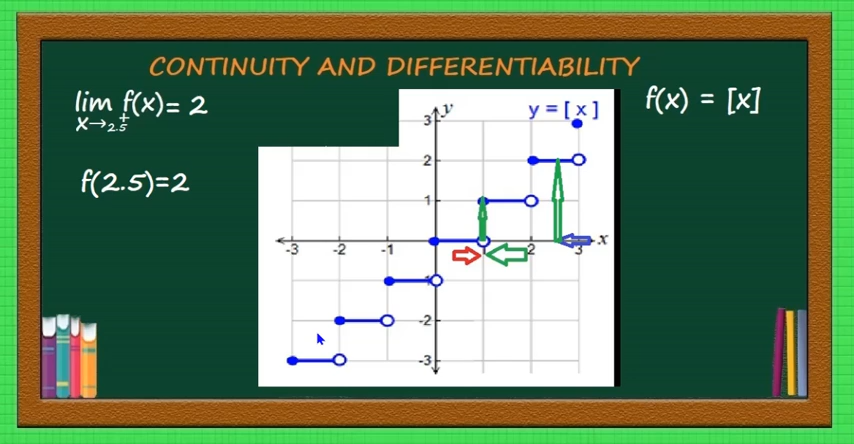 CONTINUITY AND DIFFERENTIABILITY
lim f(x) = 2
x→2.5⁺
f(2.5)=2
f(x) = [x]
y = [ x ]
y
3
2
1
-3 -2 -1 1 2 3 x
-1
-2
-3